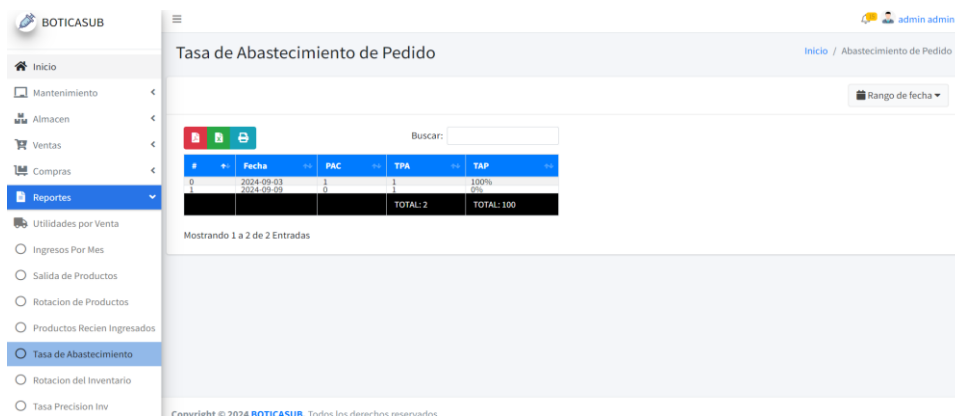 BOTICASUB
admin admin
Tasa de Abastecimiento de Pedido
Inicio / Abastecimiento de Pedido
Inicio
Mantenimiento
Almacen
Ventas
Compras
Reportes
Utilidades por Venta
Ingresos Por Mes
Salida de Productos
Rotacion de Productos
Productos Recien Ingresados
Tasa de Abastecimiento
Rotacion del Inventario
Tasa Precision Inv
Rango de fecha
Buscar:
# Fecha PAC TPA TAP
0 2024-09-03 1 1 100%
1 2024-09-09 0 1 0%
TOTAL: 2 TOTAL: 100
Mostrando 1 a 2 de 2 Entradas
Copyright © 2024 BOTICASUB. Todos los derechos reservados